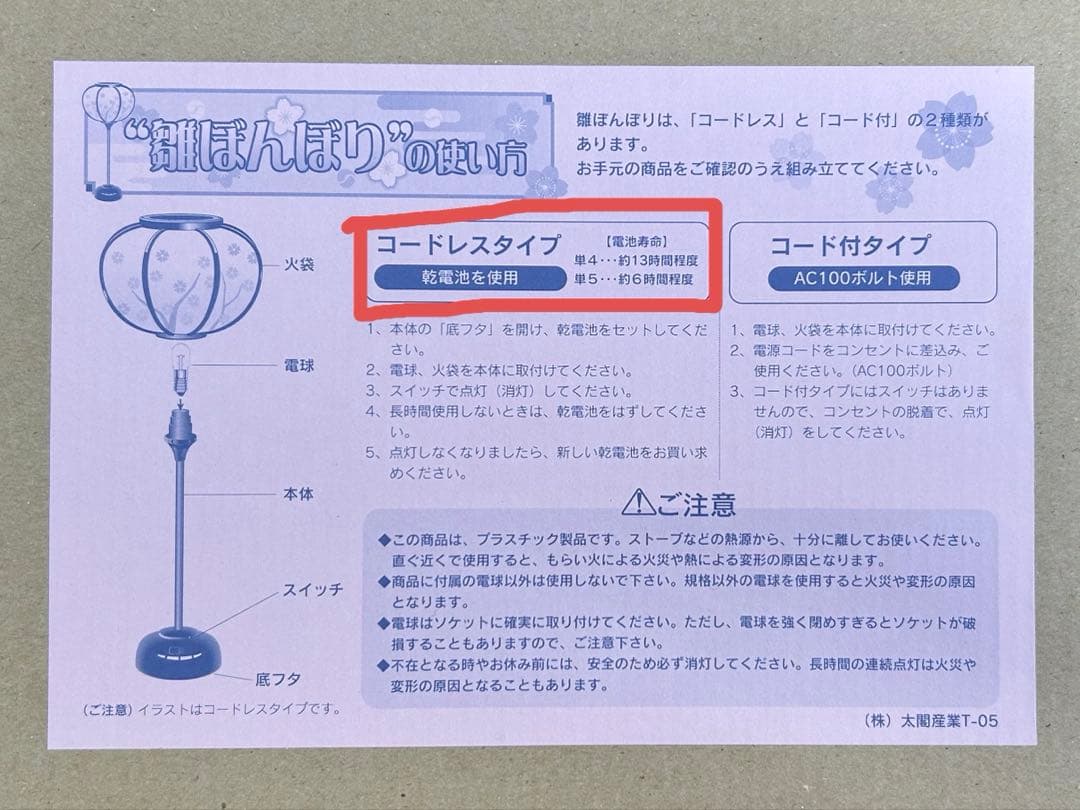 “雛ぼんぼり”の使い方
雛ぼんぼりは、「コードレス」と「コード付」の２種類が
あります。
お手元の商品をご確認のうえ組み立ててください。
火袋
電球
本体
スイッチ
底フタ
（ご注意）イラストはコードレスタイプです。
コードレスタイプ
乾電池を使用
【電池寿命】
単４･･･約13時間程度
単５･･･約６時間程度
1、本体の「底フタ」を開け、乾電池をセットしてくだ
さい。
2、電球、火袋を本体に取付けてください。
3、スイッチで点灯（消灯）してください。
4、長時間使用しないときは、乾電池をはずしてくださ
い。
5、点灯しなくなりましたら、新しい乾電池をお買い求
めください。
コード付タイプ
AC100ボルト使用
1、電球、火袋を本体に取付けてください。
2、電源コードをコンセントに差込み、ご
使用ください。（AC100ボルト）
3、コード付タイプにはスイッチはありま
せんので、コンセントの脱着で、点灯
（消灯）をしてください。
⚠ご注意
◆この商品は、プラスチック製品です。ストーブなどの熱源から、十分に離してお使いください。
直ぐ近くで使用すると、もらい火による火災や熱による変形の原因となります。
◆商品に付属の電球以外は使用しないで下さい。規格以外の電球を使用すると火災や変形の原因
となります。
◆電球はソケットに確実に取り付けてください。ただし、電球を強く閉めすぎるとソケットが破
損することもありますので、ご注意下さい。
◆不在となる時やお休み前には、安全のため必ず消灯してください。長時間の連続点灯は火災や
変形の原因となることもあります。
（株）太閤産業T-05